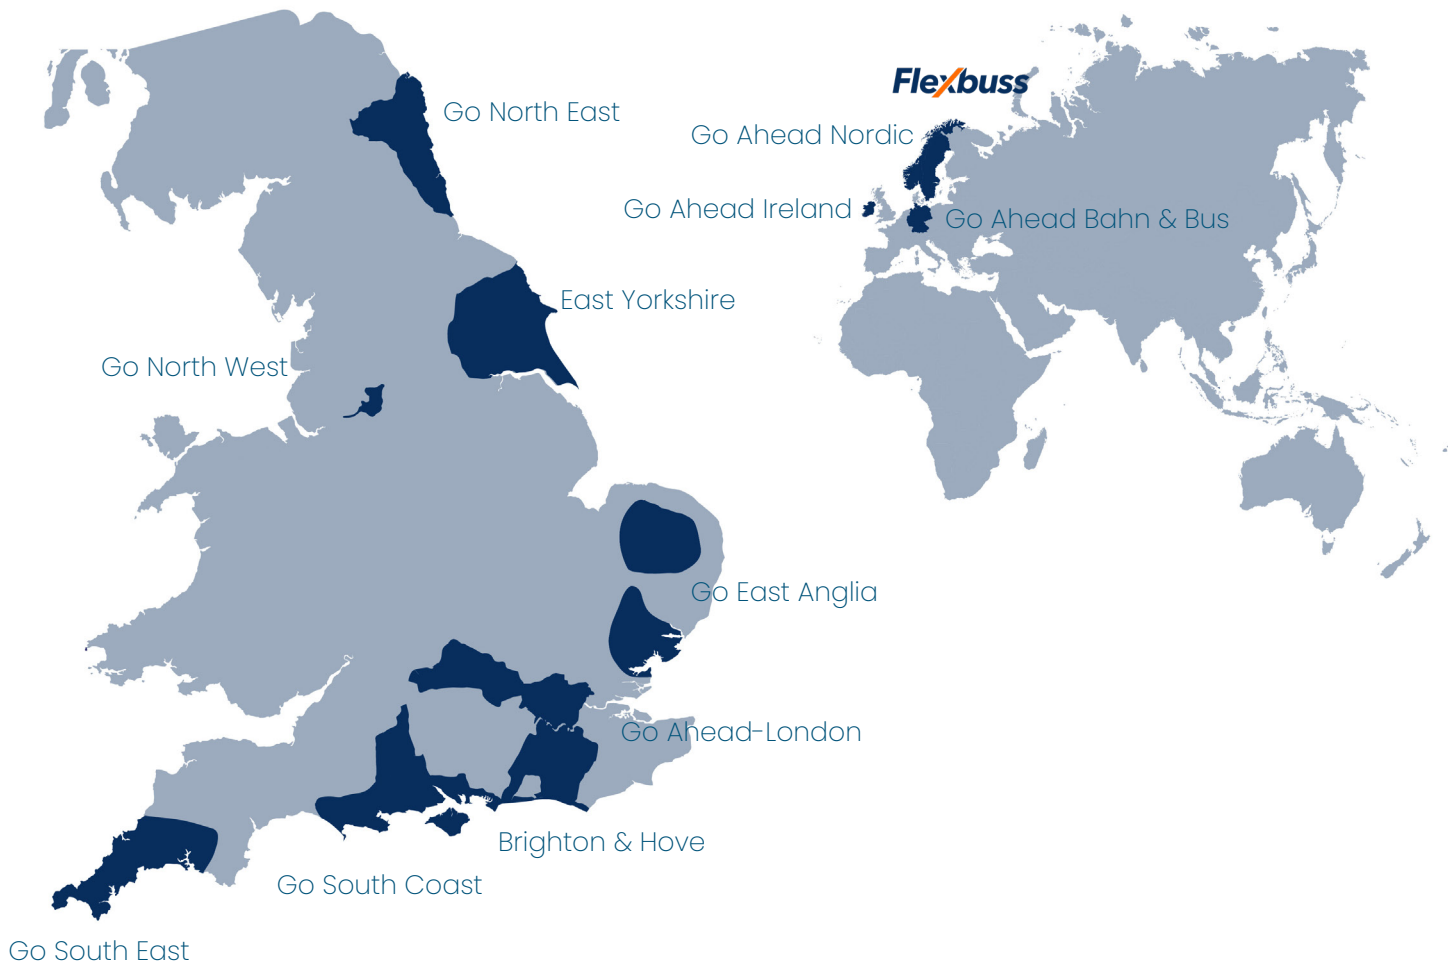 Go North East
East Yorkshire
Go North West
Go East Anglia
Go Ahead-London
Brighton & Hove
Go South Coast
Go South East
Flexbuss
Go Ahead Nordic
Go Ahead Ireland
Go Ahead Bahn & Bus